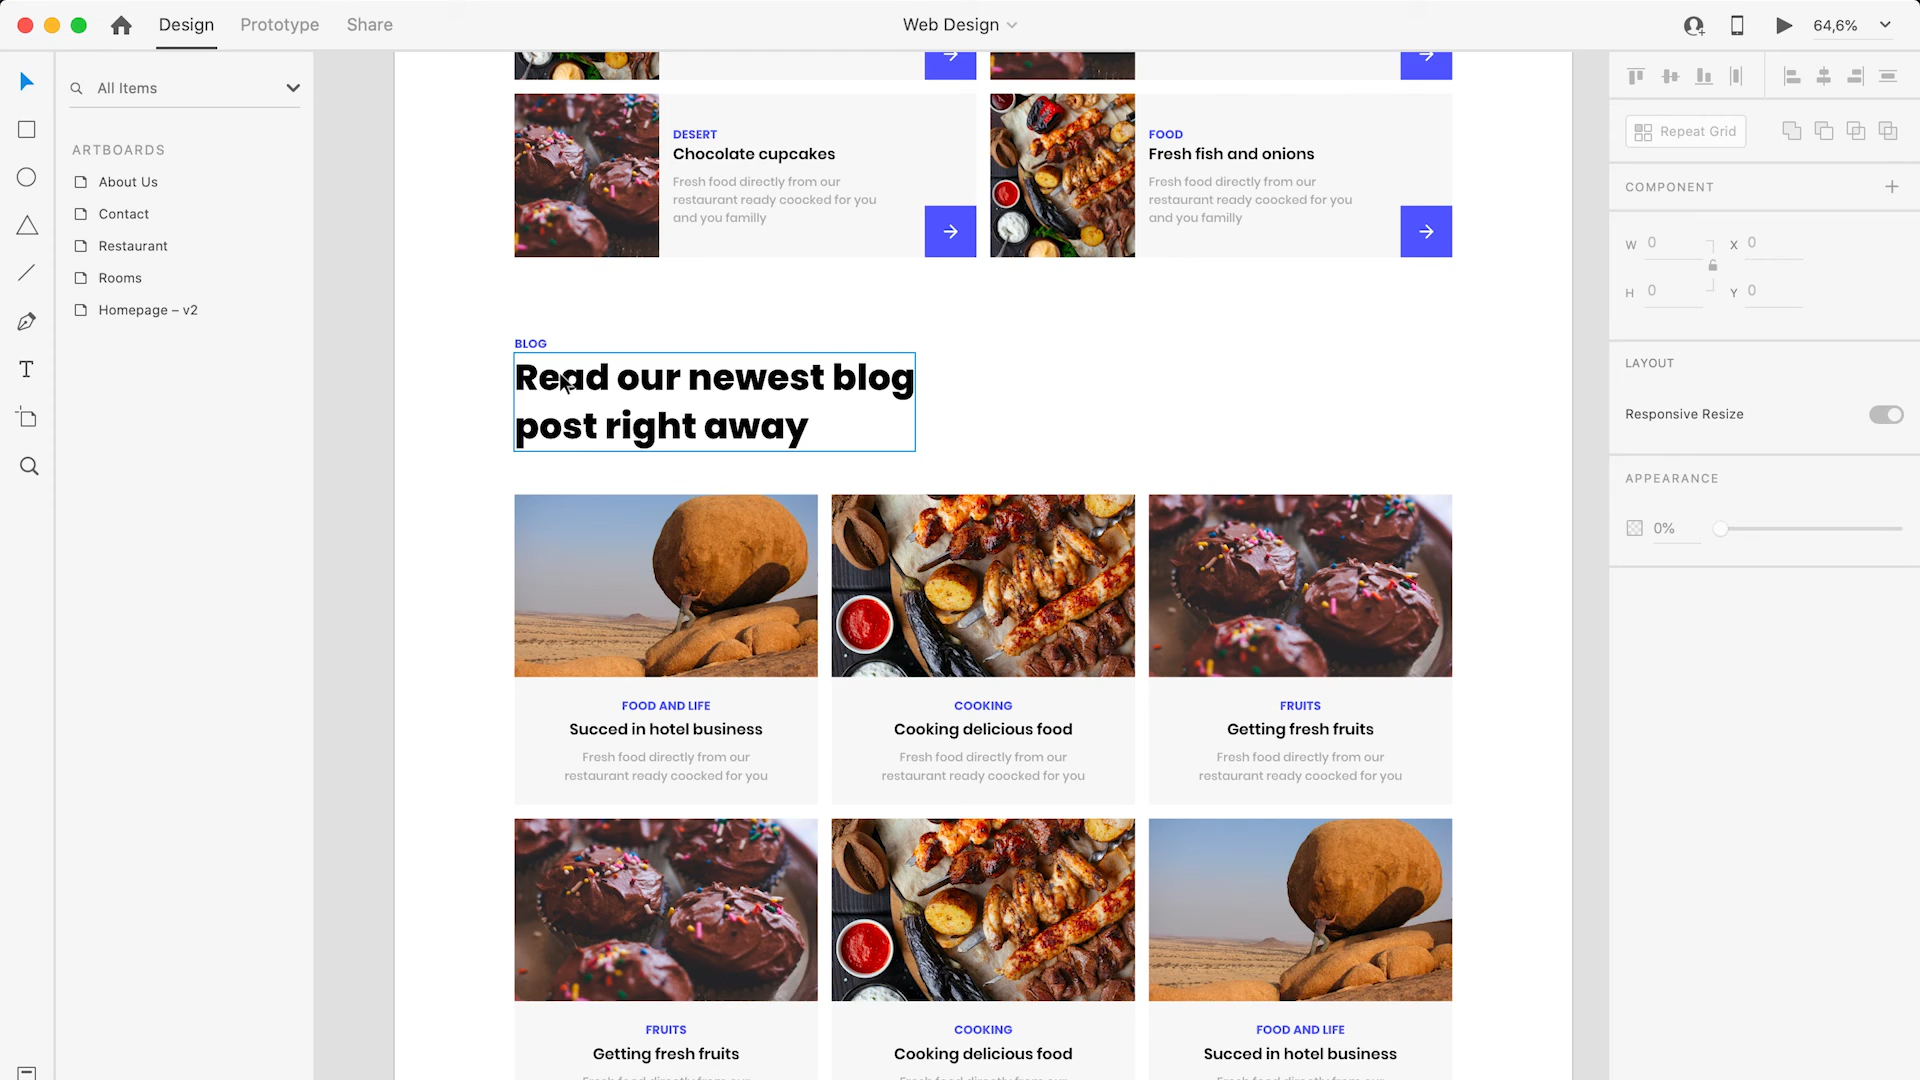 Design
Prototype
Share
Web Design
64,6%
All Items
ARTBOARDS
About Us
Contact
Restaurant
Rooms
Homepage – v2
DESERT
Chocolate cupcakes
Fresh food directly from our
restaurant ready coocked for you
and you familly
FOOD
Fresh fish and onions
Fresh food directly from our
restaurant ready coocked for you
and you familly
BLOG
Read our newest blog
post right away
FOOD AND LIFE
Succed in hotel business
Fresh food directly from our
restaurant ready coocked for you
COOKING
Cooking delicious food
Fresh food directly from our
restaurant ready coocked for you
FRUITS
Getting fresh fruits
Fresh food directly from our
restaurant ready coocked for you
FRUITS
Getting fresh fruits
COOKING
Cooking delicious food
FOOD AND LIFE
Succed in hotel business
Repeat Grid
COMPONENT
W 0
X 0
H 0
Y 0
LAYOUT
Responsive Resize
APPEARANCE
0%